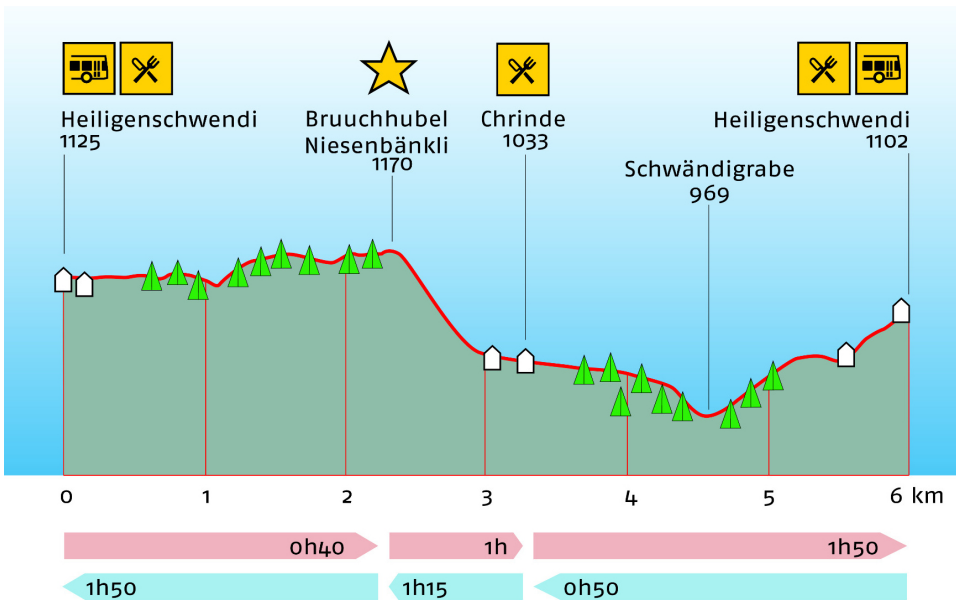 Heiligenschwendi
1125
Bruuchhubel
Niesenbänkli
1170
Chrinde
1033
Schwändigrabe
969
Heiligenschwendi
1102
0 1 2 3 4 5 6 km
0h40 1h 1h50
1h50 1h15 0h50